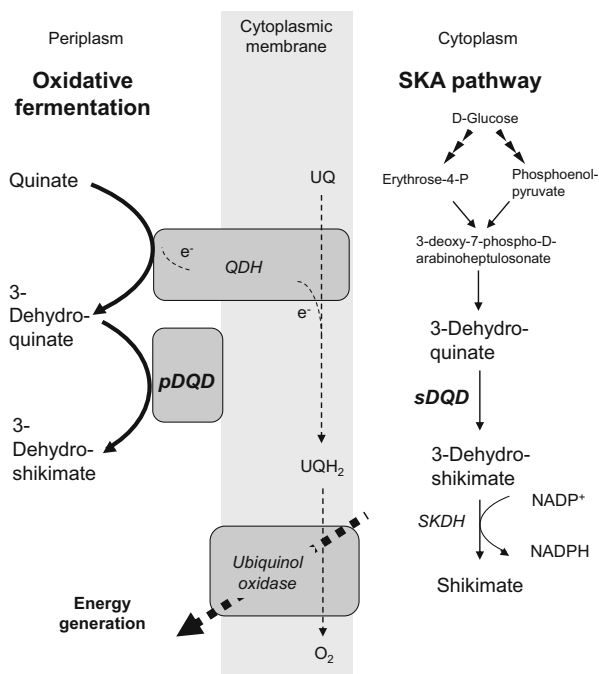 Periplasm
Cytoplasmic
membrane
Cytoplasm
Oxidative
fermentation
SKA pathway
Quinate
3-
Dehydro-
quinate
3-
Dehydro-
shikimate
e-
QDH
e-
pDQD
UQ
UQH2
Ubiquinol
oxidase
Energy
generation
O2
D-Glucose
Erythrose-4-P
Phosphoenol-
pyruvate
3-deoxy-7-phospho-D-
arabinoheptulosonate
3-Dehydro-
quinate
sDQD
3-Dehydro-
shikimate
SKDH
NADP+
NADPH
Shikimate